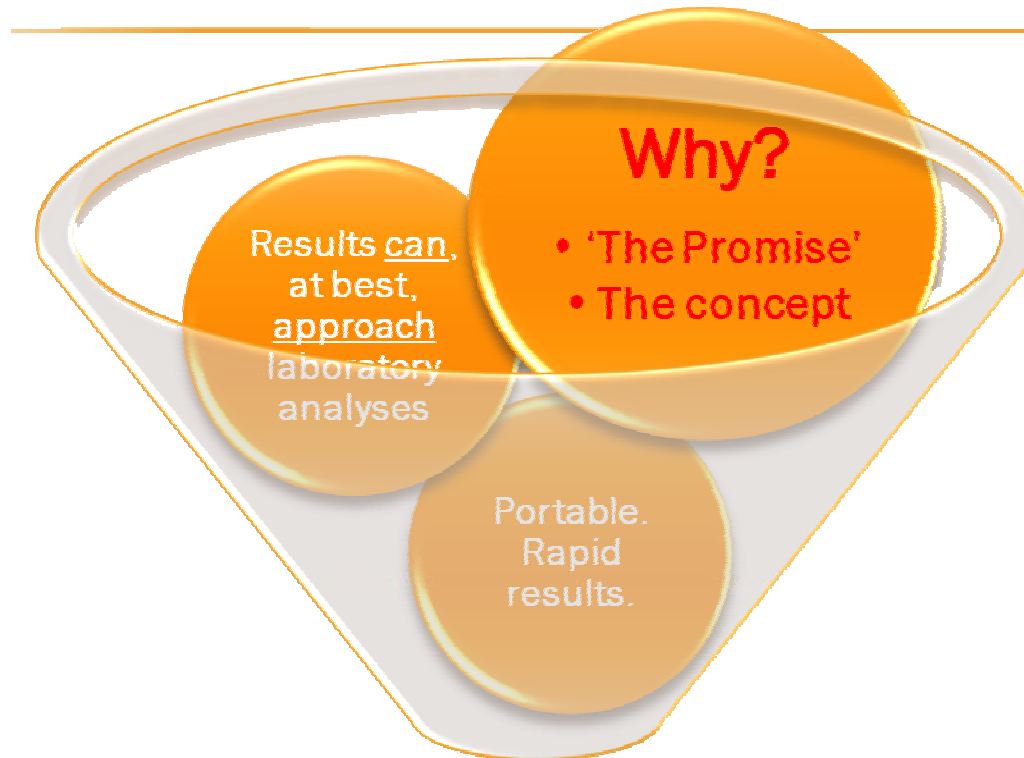 Why?
• ‘The Promise’
• The concept
Results can,
at best,
approach
laboratory
analyses
Portable.
Rapid
results.